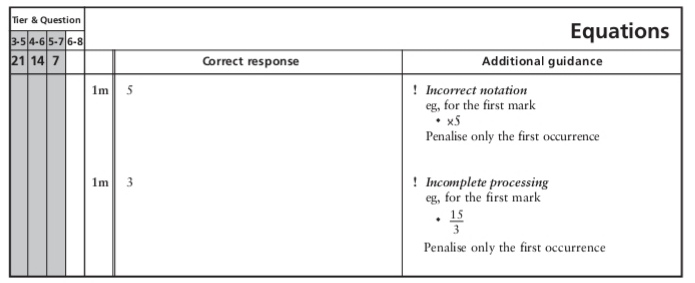 Tier & Question
Equations
3-5 4-6 5-7 6-8
21 14 7
Correct response
Additional guidance
1m 5
! Incorrect notation
eg, for the first mark
• ×5
Penalise only the first occurrence
1m 3
! Incomplete processing
eg, for the first mark
• 15/3
Penalise only the first occurrence